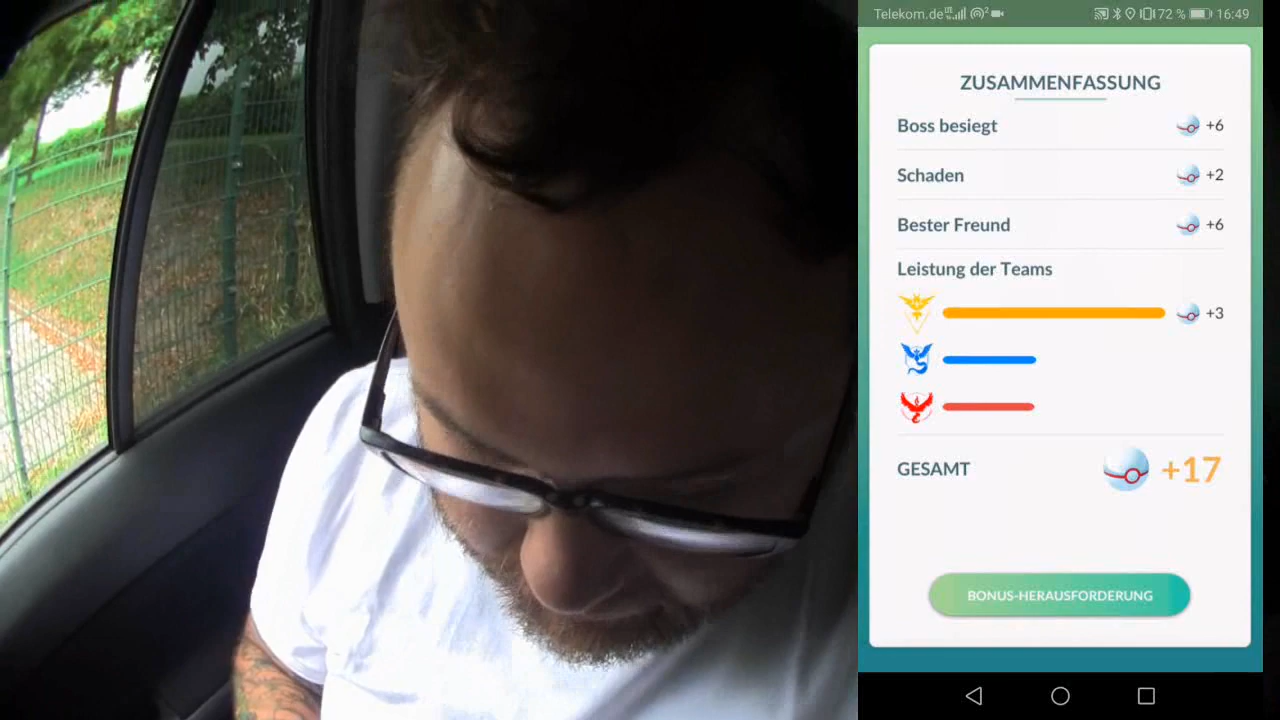 Telekom.de 72 % 16:49
ZUSAMMENFASSUNG
Boss besiegt +6
Schaden +2
Bester Freund +6
Leistung der Teams
+3
GESAMT +17
BONUS-HERAUSFORDERUNG